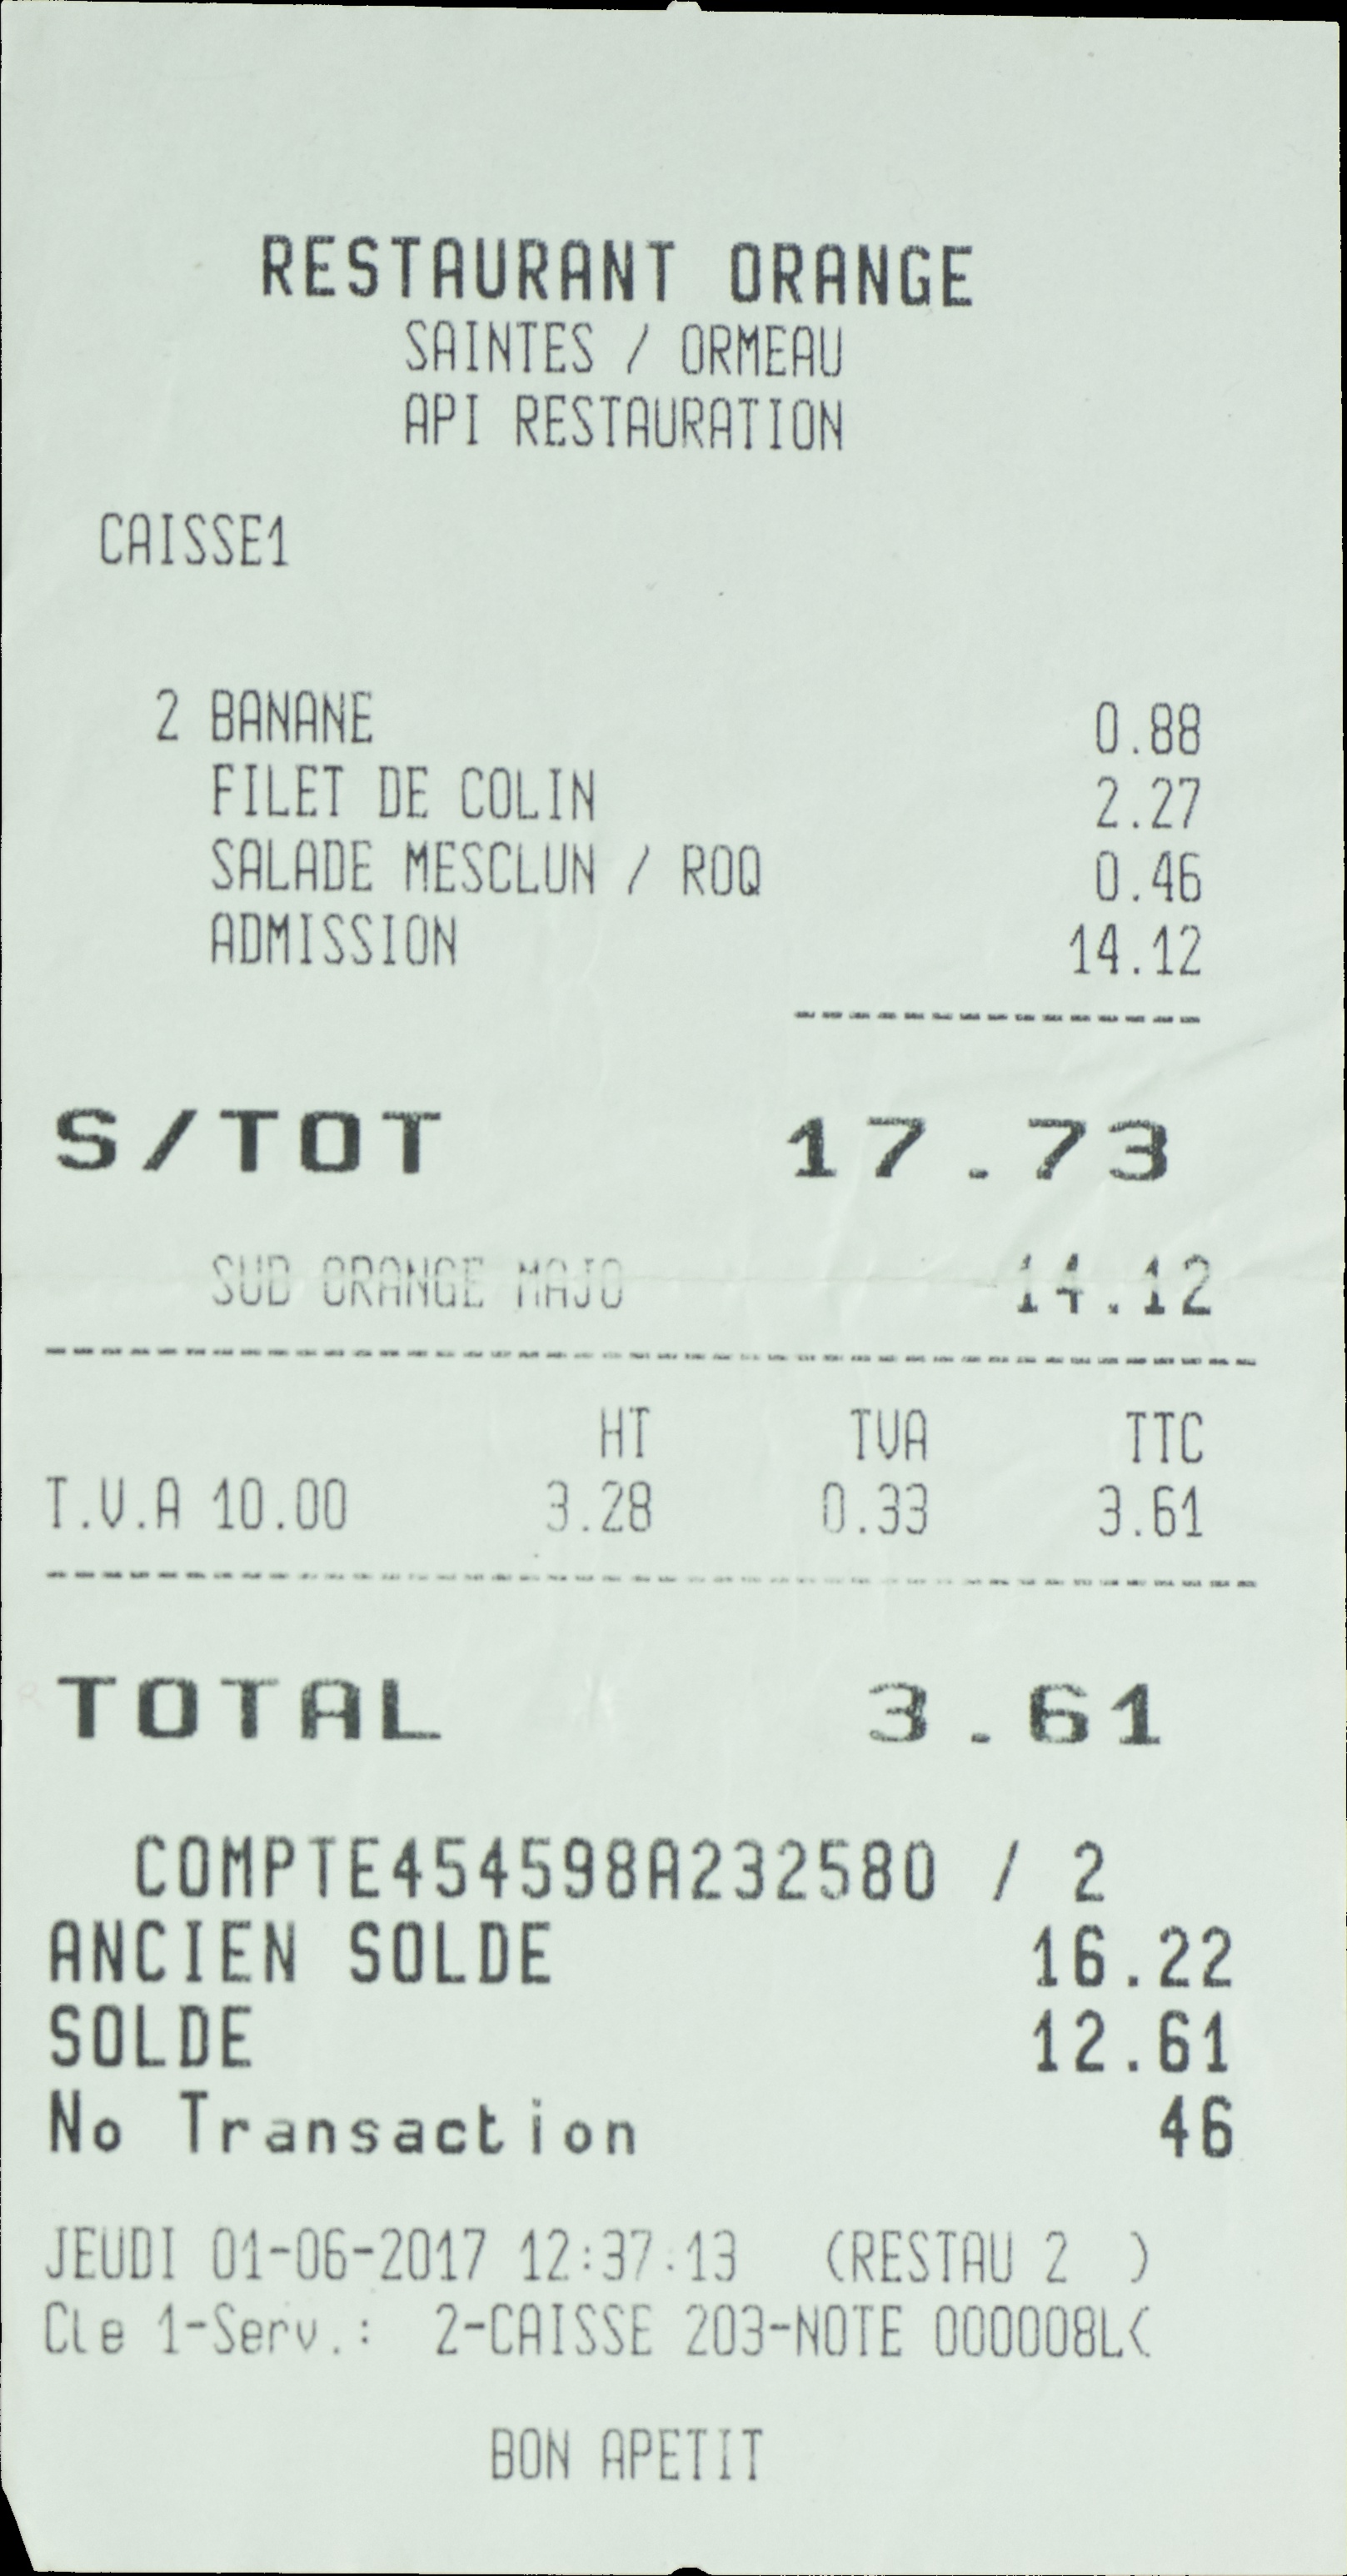 RESTAURANT ORANGE
SAINTES / ORMEAU
API RESTAURATION
CAISSE1
2 BANANE 0.88
FILET DE COLIN 2.27
SALADE MESCLUN / ROQ 0.46
ADMISSION 14.12
---------------
S/TOT 17.73
SUD ORANGE MAJO 14.12
--------------------------------------------
HT TVA TTC
T.V.A 10.00 3.28 0.33 3.61
--------------------------------------------
TOTAL 3.61
COMPTE454598A232580 / 2
ANCIEN SOLDE 16.22
SOLDE 12.61
No Transaction 46
JEUDI 01-06-2017 12:37:13 (RESTAU 2 )
Cle 1-Serv.: 2-CAISSE 203-NOTE 000008L<
BON APETIT